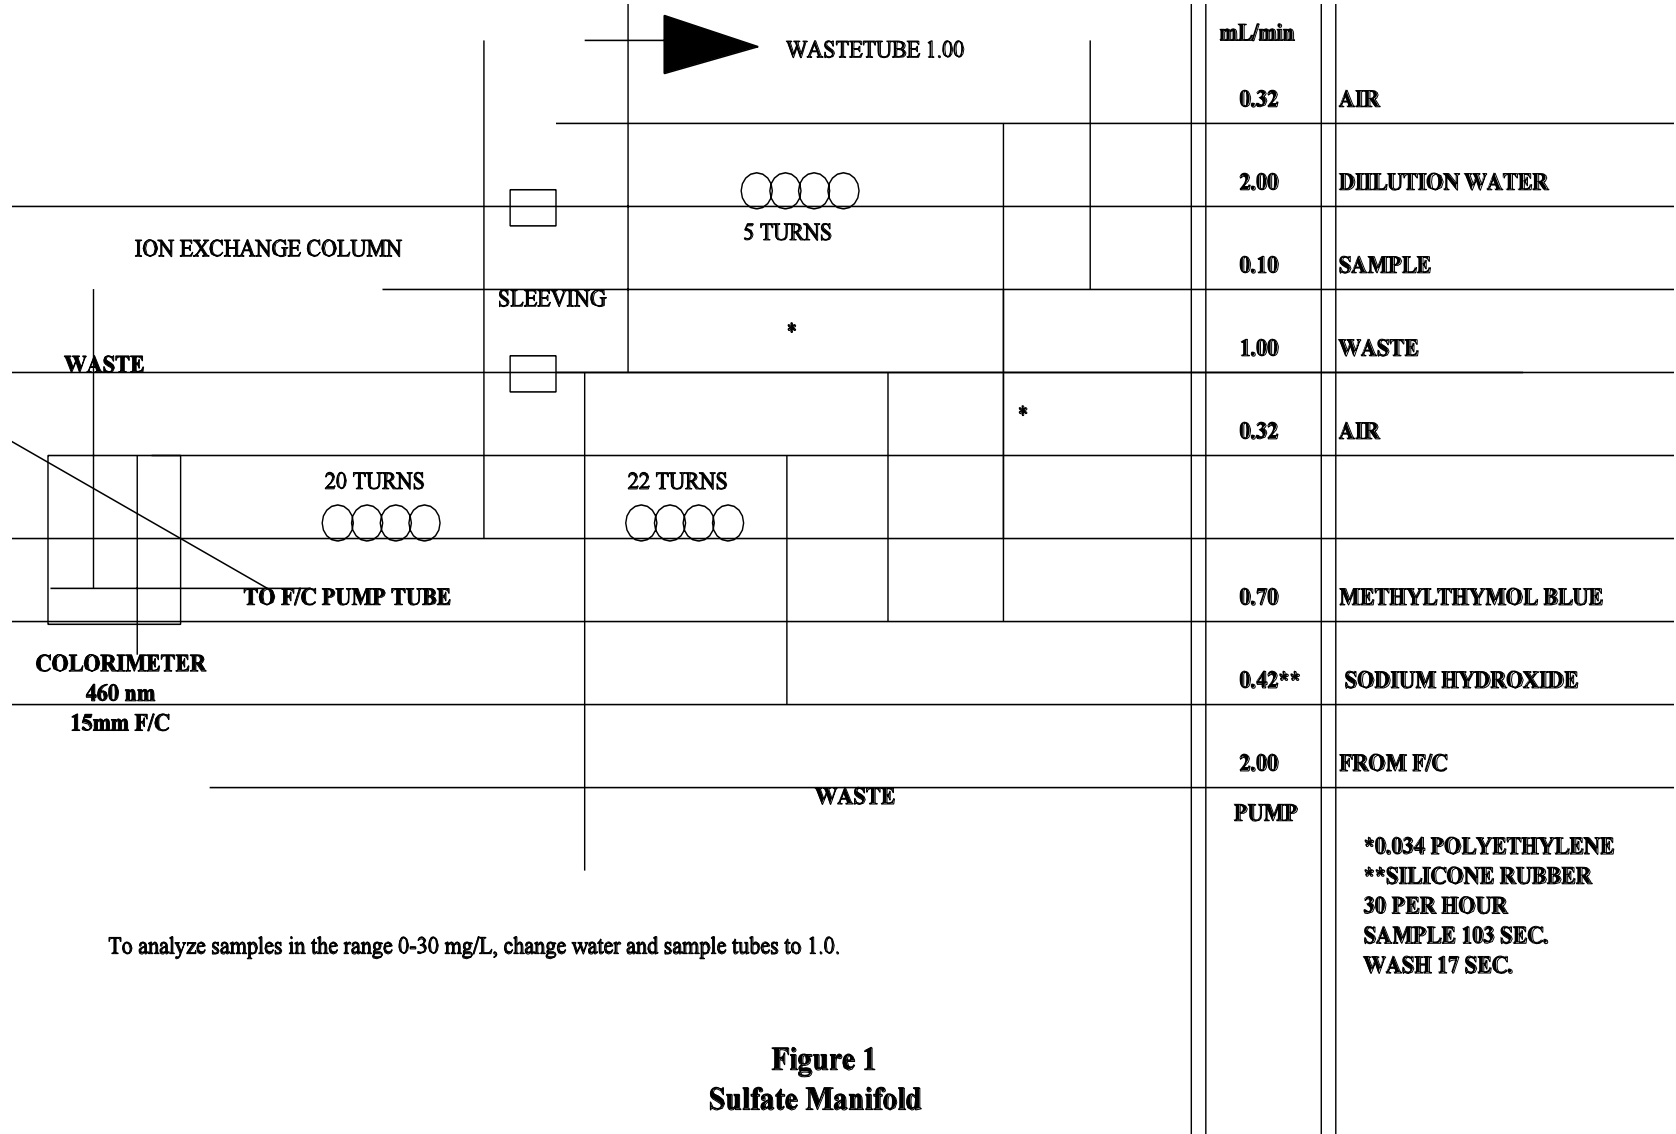 mL/min
WASTETUBE 1.00
0.32 AIR
2.00 DIILUTION WATER
5 TURNS
ION EXCHANGE COLUMN
0.10 SAMPLE
SLEEVING
*
1.00 WASTE
WASTE
*
0.32 AIR
20 TURNS
22 TURNS
TO F/C PUMP TUBE
0.70 METHYLTHYMOL BLUE
COLORIMETER
460 nm
15mm F/C
0.42** SODIUM HYDROXIDE
2.00 FROM F/C
WASTE
PUMP
*0.034 POLYETHYLENE
**SILICONE RUBBER
30 PER HOUR
SAMPLE 103 SEC.
WASH 17 SEC.
To analyze samples in the range 0-30 mg/L, change water and sample tubes to 1.0.
Figure 1
Sulfate Manifold